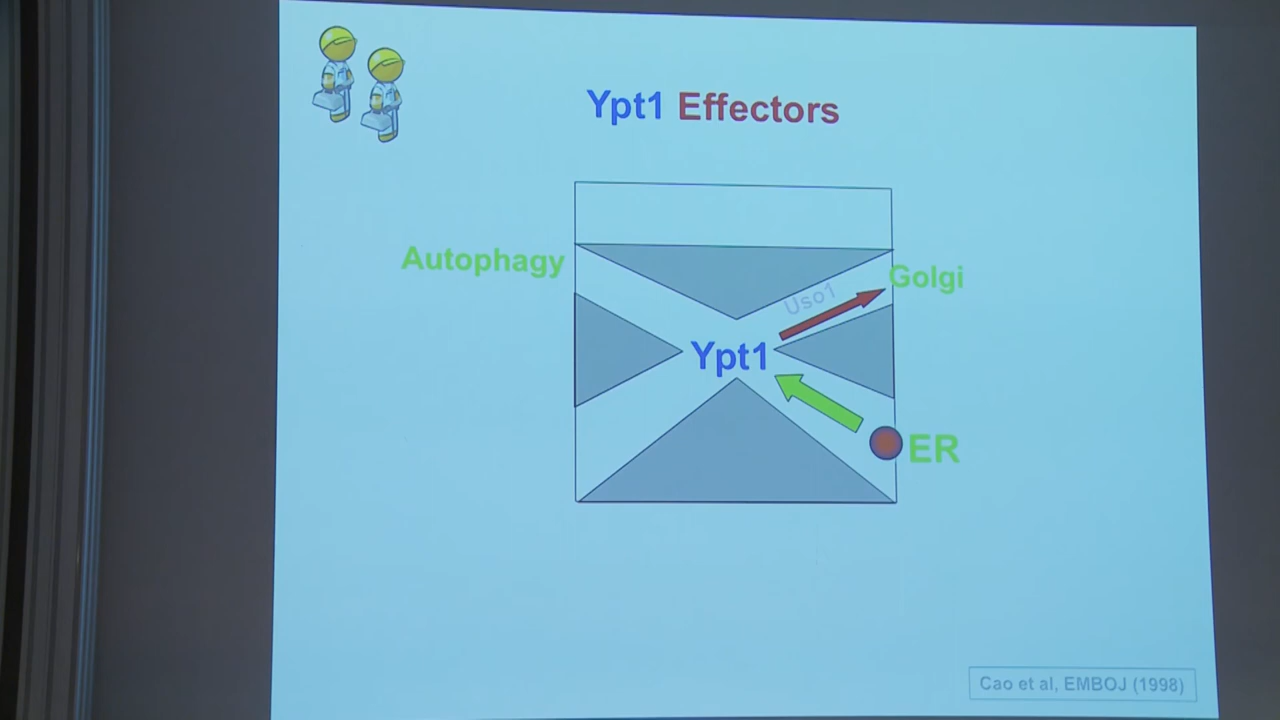 Ypt1 Effectors
Autophagy
Golgi
Uso1
Ypt1
ER
Cao et al, EMBOJ (1998)